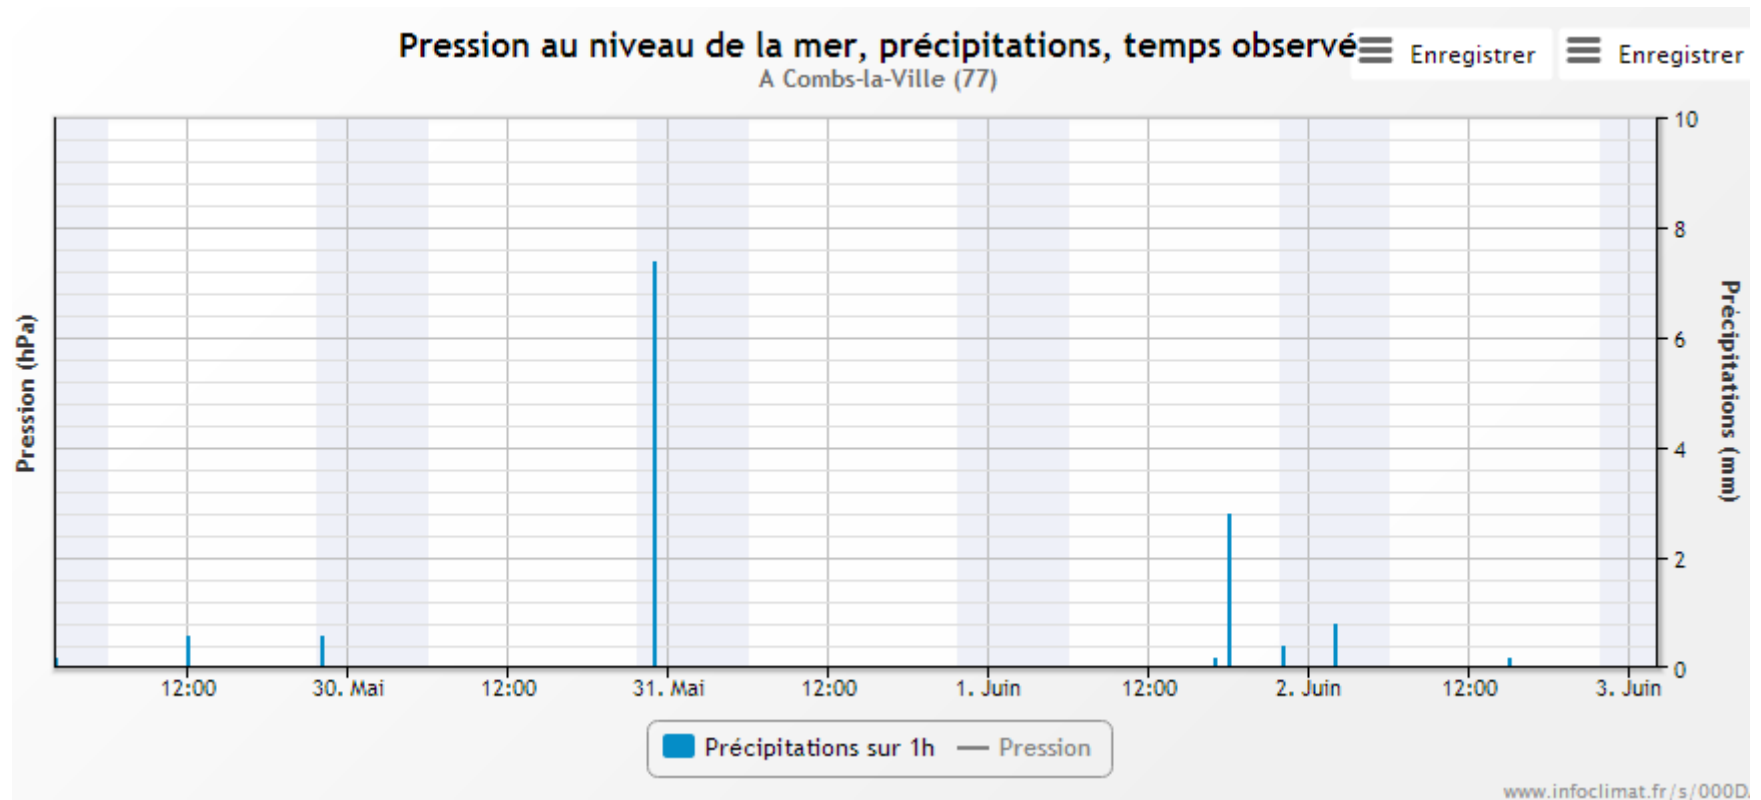 Pression au niveau de la mer, précipitations, temps observé
Enregistrer
Enregistrer
A Combs-la-Ville (77)
10
8
6
4
2
0
Pression (hPa)
Précipitations (mm)
12:00
30. Mai
12:00
31. Mai
12:00
1. Juin
12:00
2. Juin
12:00
3. Juin
Précipitations sur 1h
Pression
www.infoclimat.fr/s/000D